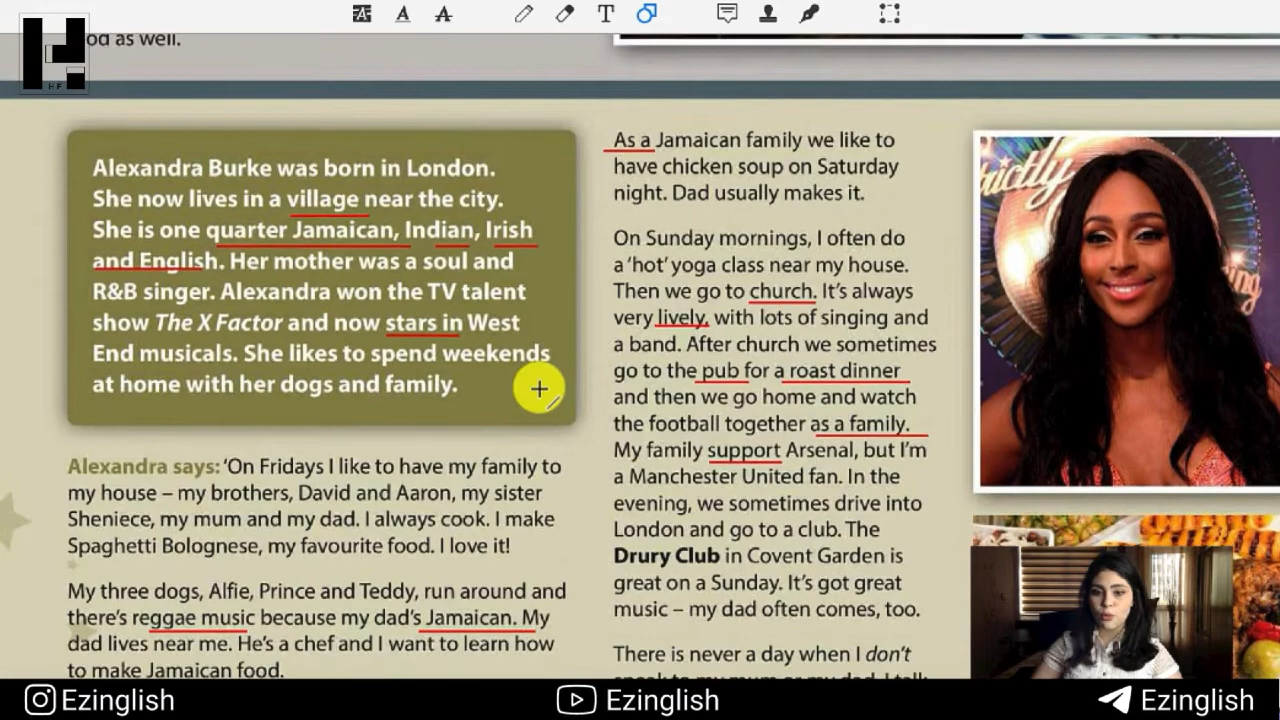 HF
od as well.
Alexandra Burke was born in London.
She now lives in a village near the city.
She is one quarter Jamaican, Indian, Irish
and English. Her mother was a soul and
R&B singer. Alexandra won the TV talent
show The X Factor and now stars in West
End musicals. She likes to spend weekends
at home with her dogs and family.
Alexandra says: ‘On Fridays I like to have my family to
my house – my brothers, David and Aaron, my sister
Sheniece, my mum and my dad. I always cook. I make
Spaghetti Bolognese, my favourite food. I love it!
My three dogs, Alfie, Prince and Teddy, run around and
there’s reggae music because my dad’s Jamaican. My
dad lives near me. He’s a chef and I want to learn how
to make Jamaican food.
As a Jamaican family we like to
have chicken soup on Saturday
night. Dad usually makes it.
On Sunday mornings, I often do
a ‘hot’ yoga class near my house.
Then we go to church. It’s always
very lively, with lots of singing and
a band. After church we sometimes
go to the pub for a roast dinner
and then we go home and watch
the football together as a family.
My family support Arsenal, but I’m
a Manchester United fan. In the
evening, we sometimes drive into
London and go to a club. The
Drury Club in Covent Garden is
great on a Sunday. It’s got great
music – my dad often comes, too.
There is never a day when I don’t
speak to my mum or my dad. I talk
Ezinglish
Ezinglish
Ezinglish